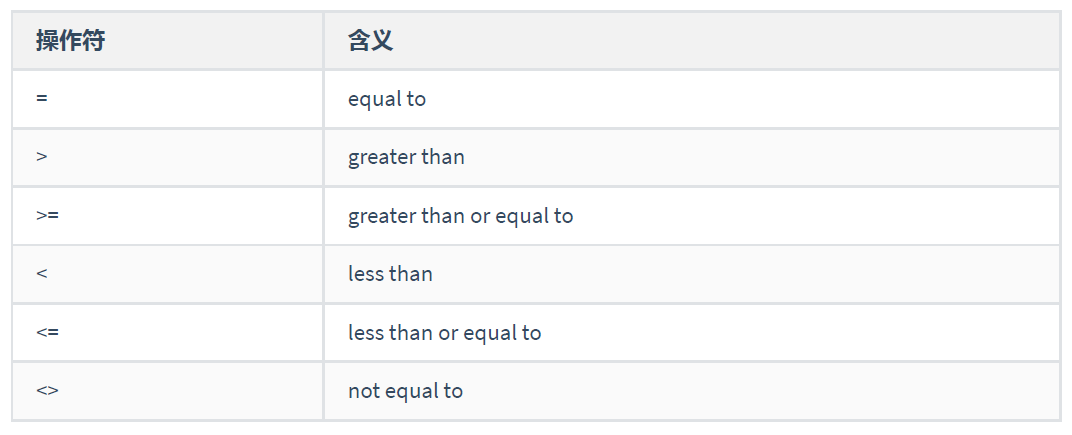 操作符 含义
= equal to
> greater than
>= greater than or equal to
< less than
<= less than or equal to
<> not equal to